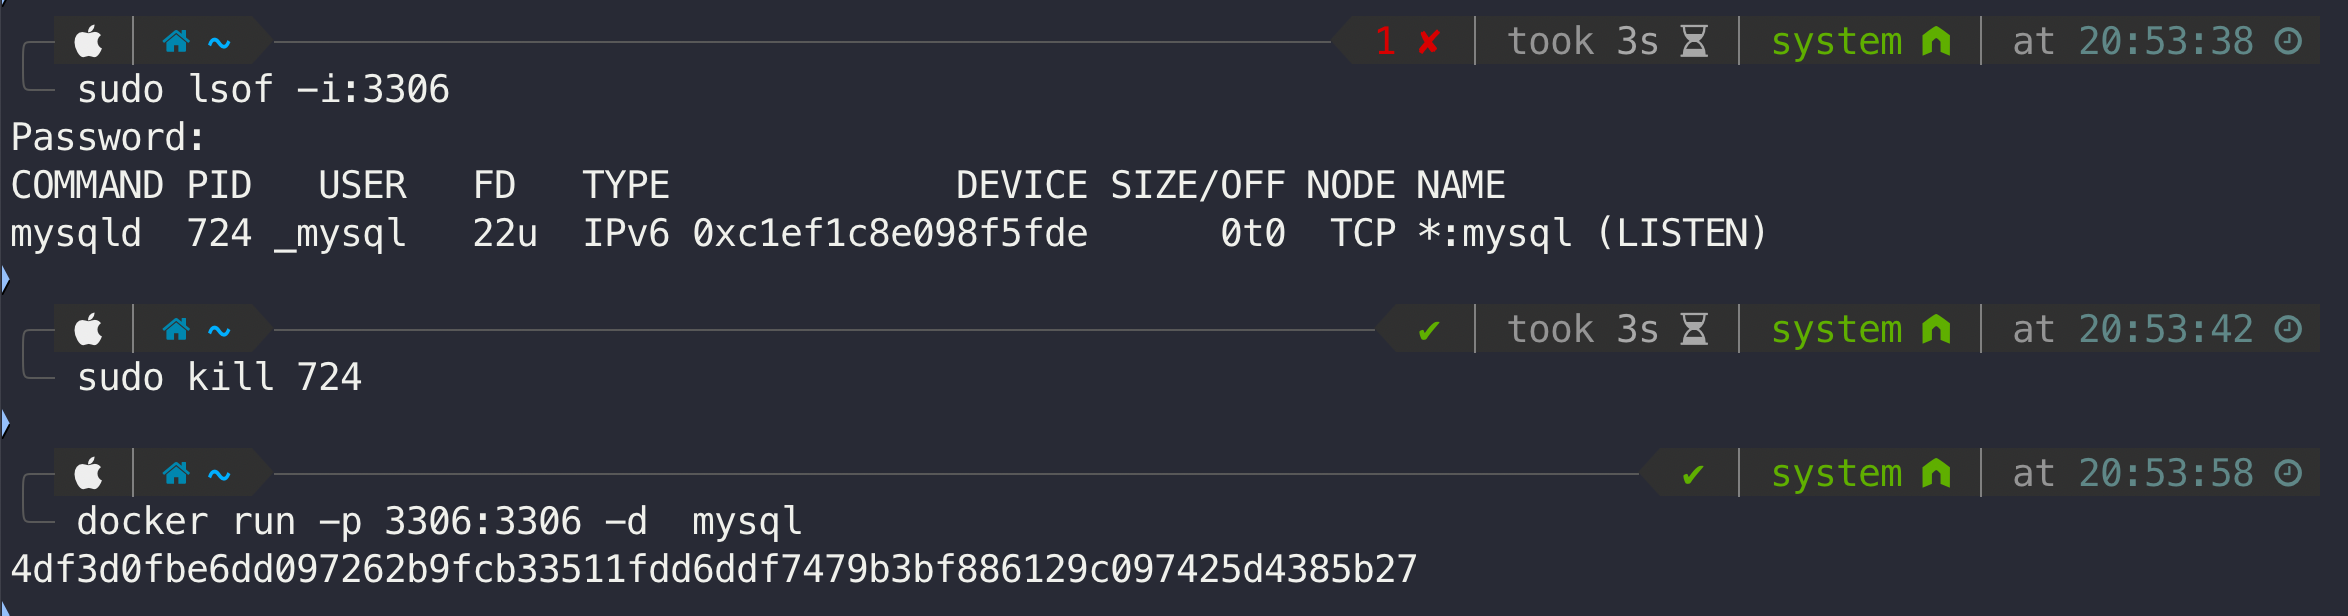 ~ 1 ✘ took 3s system at 20:53:38
sudo lsof -i:3306
Password:
COMMAND PID   USER   FD   TYPE             DEVICE SIZE/OFF NODE NAME
mysqld  724 _mysql   22u  IPv6 0xc1ef1c8e098f5fde      0t0  TCP *:mysql (LISTEN)
~ ✔ took 3s system at 20:53:42
sudo kill 724
~ ✔ system at 20:53:58
docker run -p 3306:3306 -d  mysql
4df3d0fbe6dd097262b9fcb33511fdd6ddf7479b3bf886129c097425d4385b27